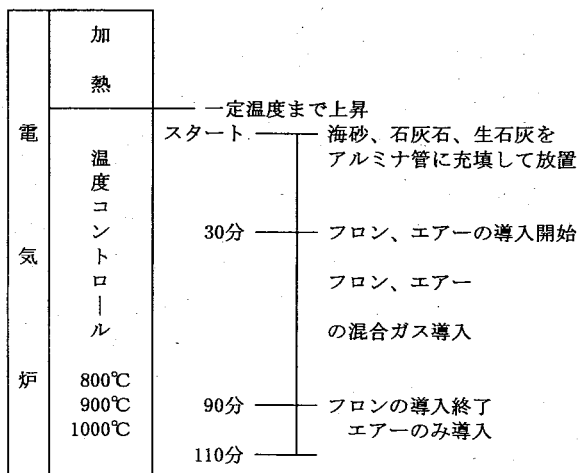 加熱
一定温度まで上昇
電気炉
温度コントロール
スタート
海砂、石灰石、生石灰を
アルミナ管に充填して放置
30分
フロン、エアーの導入開始
フロン、エアー
の混合ガス導入
800℃
900℃
1000℃
90分
フロンの導入終了
エアーのみ導入
110分